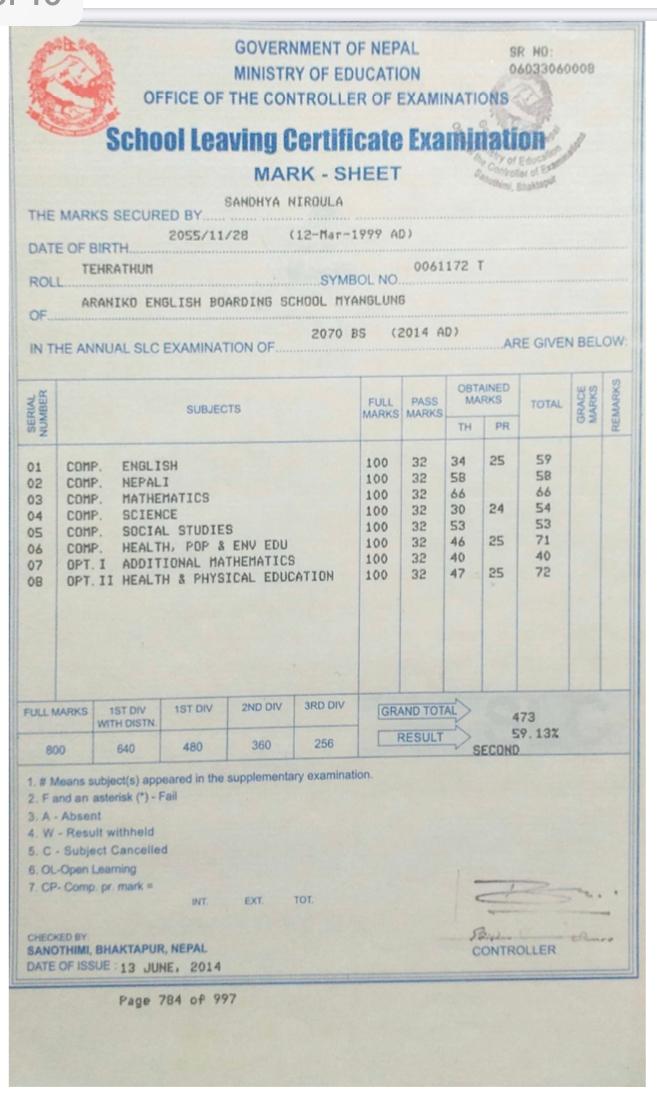 GOVERNMENT OF NEPAL
MINISTRY OF EDUCATION
OFFICE OF THE CONTROLLER OF EXAMINATIONS
SR NO:
06033060008
School Leaving Certificate Examination
MARK - SHEET
THE MARKS SECURED BY SANDHYA NIROULA
DATE OF BIRTH 2055/11/28 (12-Mar-1999 AD)
ROLL TEHRATHUM SYMBOL NO. 0061172 T
OF ARANIKO ENGLISH BOARDING SCHOOL MYANGLUNG
IN THE ANNUAL SLC EXAMINATION OF 2070 BS (2014 AD) ARE GIVEN BELOW:
SERIAL NUMBER SUBJECTS FULL MARKS PASS MARKS OBTAINED MARKS TH PR TOTAL GRACE MARKS REMARKS
01 COMP. ENGLISH 100 32 34 25 59
02 COMP. NEPALI 100 32 58 58
03 COMP. MATHEMATICS 100 32 66 66
04 COMP. SCIENCE 100 32 30 24 54
05 COMP. SOCIAL STUDIES 100 32 53 53
06 COMP. HEALTH, POP & ENV EDU 100 32 46 25 71
07 OPT. I ADDITIONAL MATHEMATICS 100 32 40 40
08 OPT. II HEALTH & PHYSICAL EDUCATION 100 32 47 25 72
FULL MARKS 1ST DIV WITH DISTN. 1ST DIV 2ND DIV 3RD DIV
800 640 480 360 256
GRAND TOTAL 473
59.13%
RESULT SECOND
1. # Means subject(s) appeared in the supplementary examination.
2. F and an asterisk (*) - Fail
3. A - Absent
4. W - Result withheld
5. C - Subject Cancelled
6. OL-Open Learning
7. CP- Comp. pr. mark =
INT. EXT. TOT.
CHECKED BY
SANOTHIMI, BHAKTAPUR, NEPAL
DATE OF ISSUE : 13 JUNE, 2014
CONTROLLER
Page 784 of 997